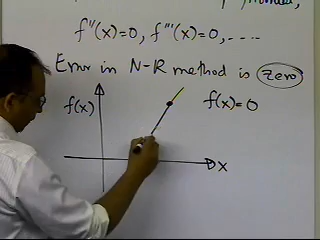 f''(x)=0, f'''(x)=0, ....
Error in N-R method is zero
f(x)
f(x)=0
x